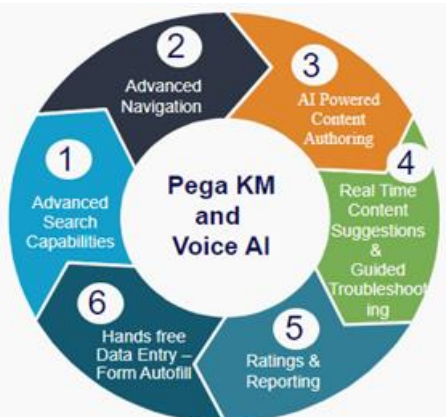 2
Advanced
Navigation
3
AI Powered
Content
Authoring
1
Advanced
Search
Capabilities
Pega KM
and
Voice AI
4
Real Time
Content
Suggestions
&
Guided
Troubleshoot
ing
6
Hands free
Data Entry –
Form Autofill
5
Ratings &
Reporting